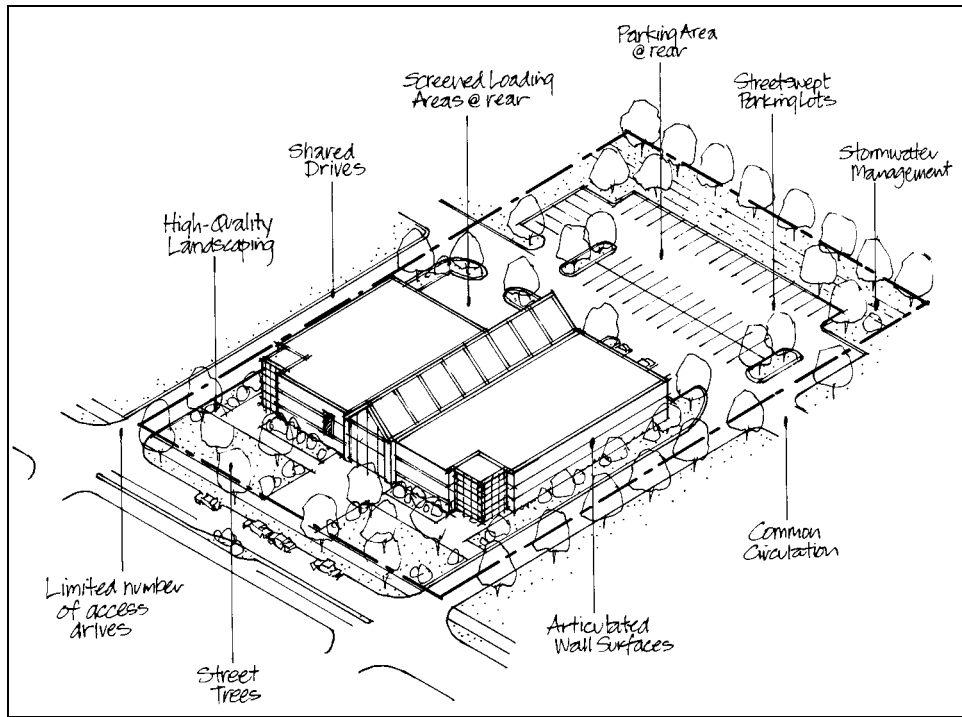 Parking Area
@ rear
Screened Loading
Areas @ rear
Streetswept
Parking Lots
Shared
Drives
Stormwater
Management
High-Quality
Landscaping
Common
Circulation
Limited number
of access
drives
Articulated
Wall Surfaces
Street
Trees